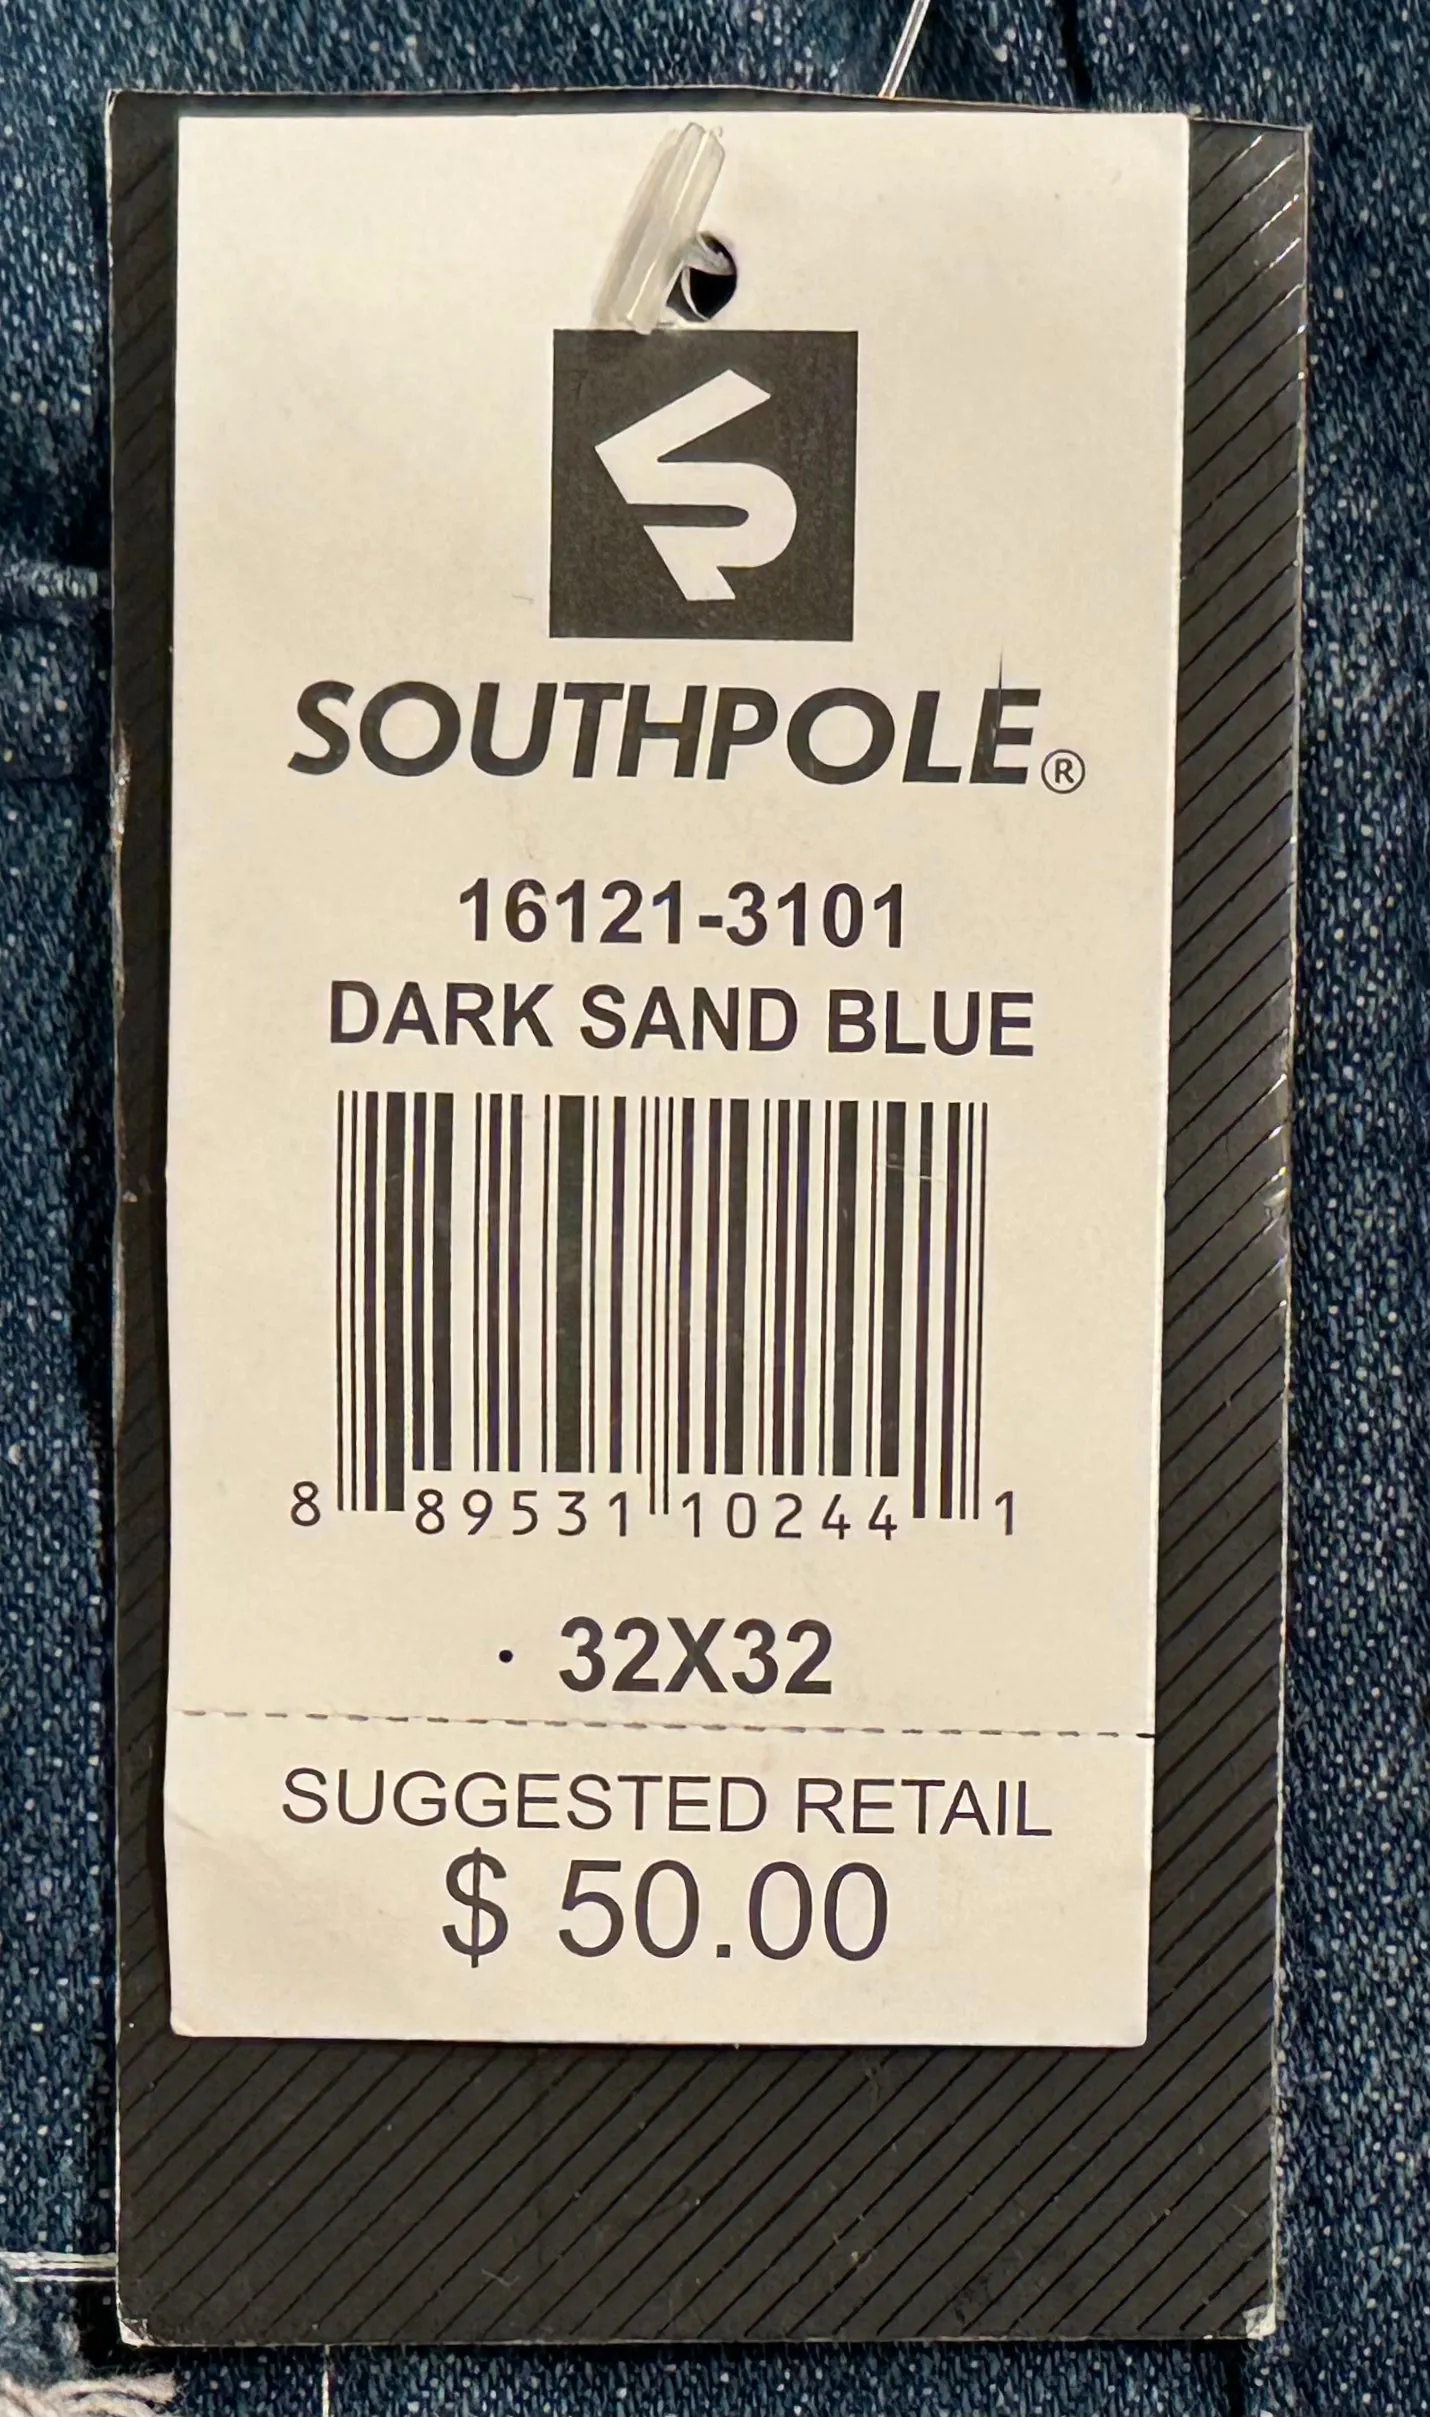 SOUTHPOLE®
16121-3101
DARK SAND BLUE
8 89531 10244 1
· 32X32
SUGGESTED RETAIL
$ 50.00